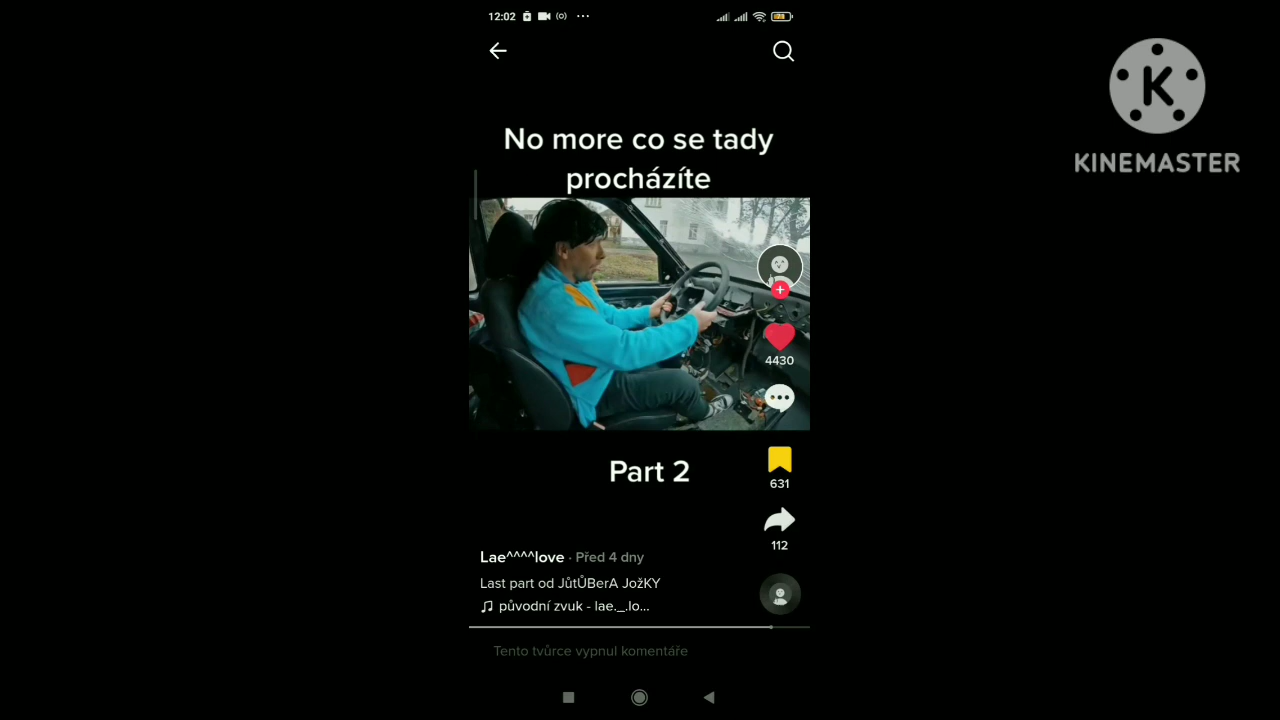 12:02
No more co se tady
procházíte
KINEMASTER
4430
Part 2
631
112
Lae^^^^love · Před 4 dny
Last part od JůtŮBerA JožKY
původní zvuk - lae._.lo...
Tento tvůrce vypnul komentáře